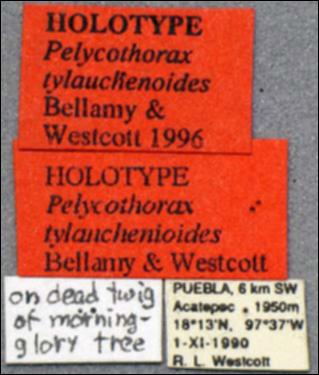 HOLOTYPE
Pelycothorax
tylauchenoides
Bellamy &
Westcott 1996
HOLOTYPE
Pelycothorax
tylauchenioides
Bellamy & Westcott
on dead twig
of morning-
glory tree
PUEBLA, 6 km SW
Acatepec . 1950m
18°13'N, 97°37'W
1-XI-1990
R. L. Westcott